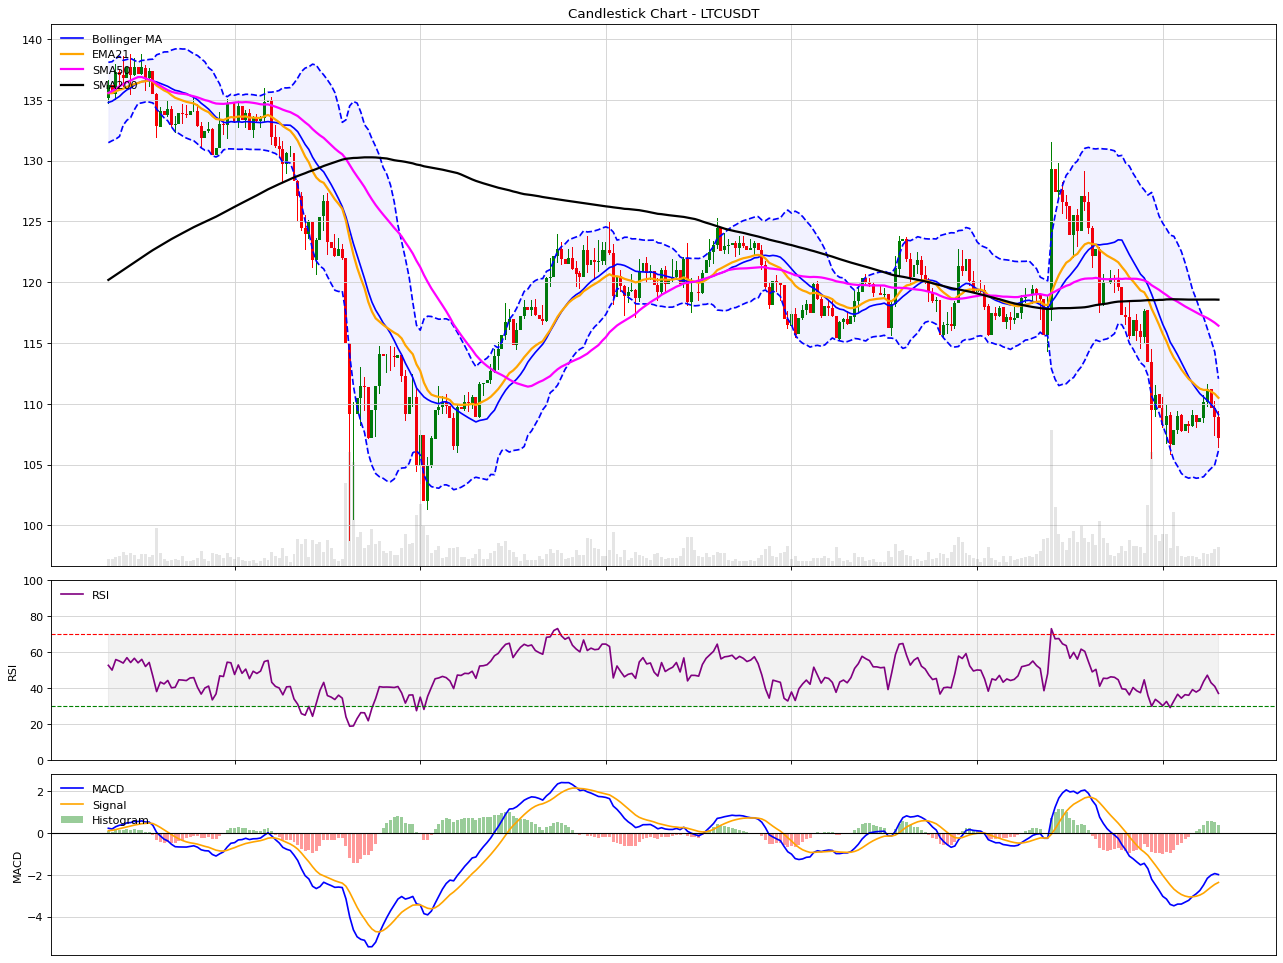 Candlestick Chart - LTCUSDT
Bollinger MA
EMA21
SMA50
SMA200
140
135
130
125
120
115
110
105
100
RSI
RSI
100
80
60
40
20
0
MACD
Signal
Histogram
MACD
2
0
−2
−4